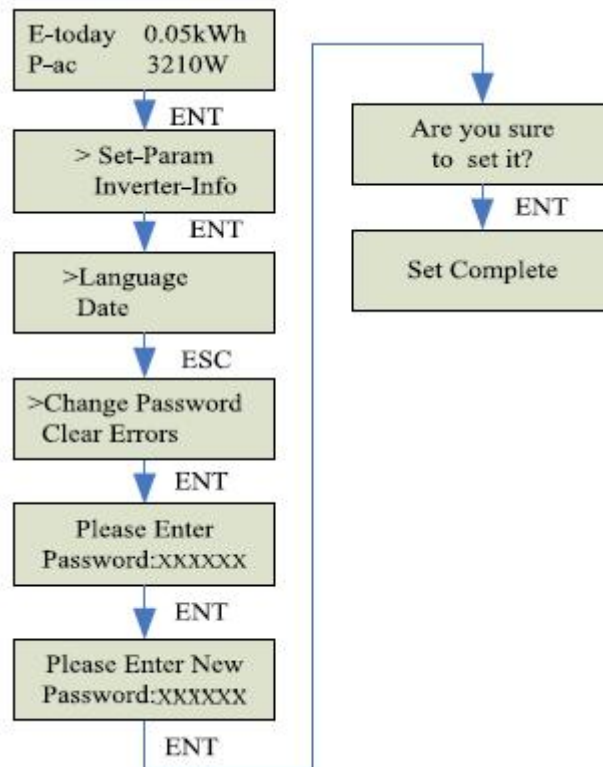 E-today 0.05kWh
P-ac 3210W
ENT
> Set-Param
Inverter-Info
ENT
>Language
Date
ESC
>Change Password
Clear Errors
ENT
Please Enter
Password:XXXXXX
ENT
Please Enter New
Password:XXXXXX
ENT
Are you sure
to set it?
ENT
Set Complete